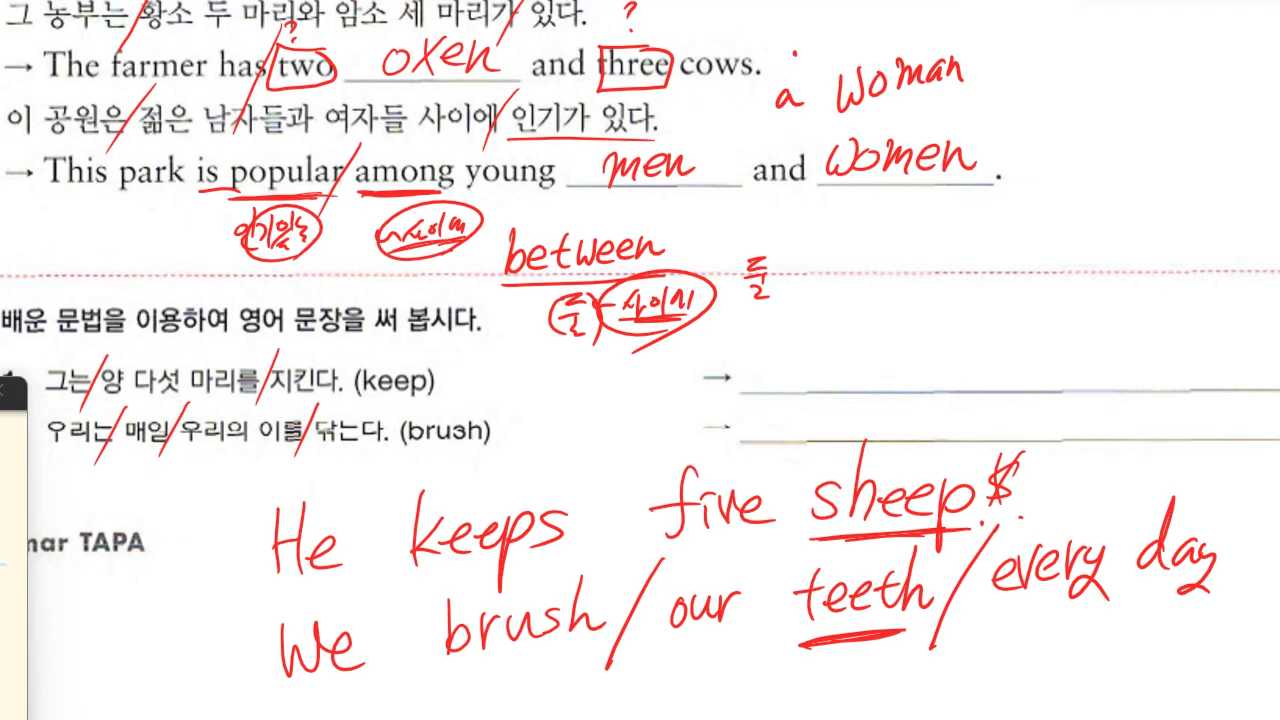 그 농부는 황소 두 마리와 암소 세 마리가 있다.
? ?
→ The farmer has two oxen and three cows.
a woman
이 공원은 젊은 남자들과 여자들 사이에 인기가 있다.
→ This park is popular among young men and women.
인기있는 ~사이에
between
(둘) 사이에 둘
배운 문법을 이용하여 영어 문장을 써 봅시다.
그는 양 다섯 마리를 지킨다. (keep) →
우리는 매일 우리의 이를 닦는다. (brush) →
He keeps five sheep
mar TAPA
We brush / our teeth / every day